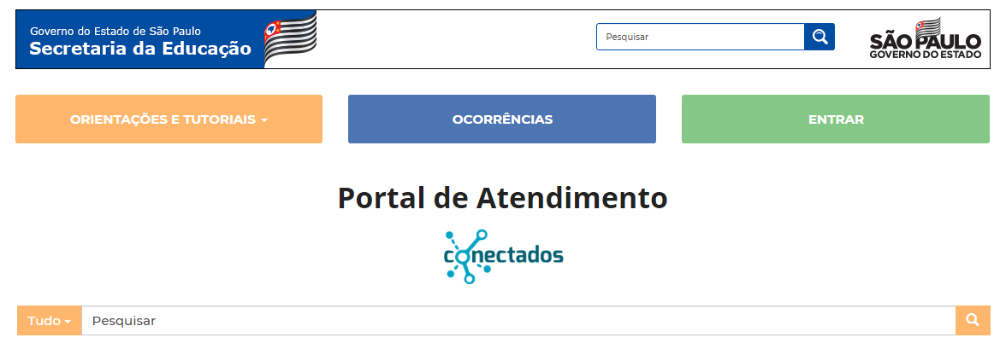 Governo do Estado de São Paulo
Secretaria da Educação
Pesquisar
SÃO PAULO
GOVERNO DO ESTADO
ORIENTAÇÕES E TUTORIAIS
OCORRÊNCIAS
ENTRAR
Portal de Atendimento
conectados
Tudo
Pesquisar